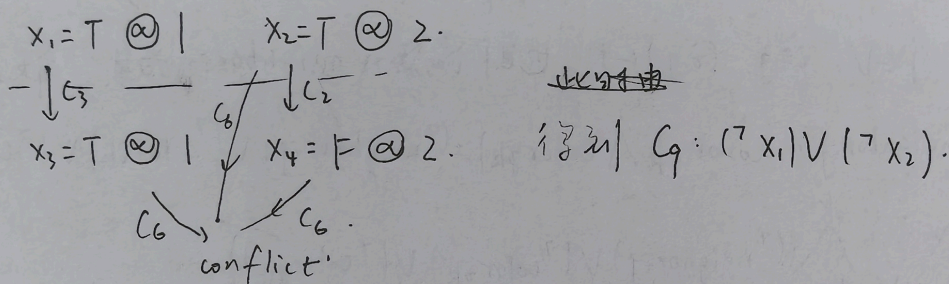 x₁ = T @ 1 x₂ = T @ 2.
C₃ C₂
C₆
x₃ = T @ 1 x₄ = F @ 2. 得到 C₉: (¬x₁)∨(¬x₂).
C₆ C₆.
conflict.